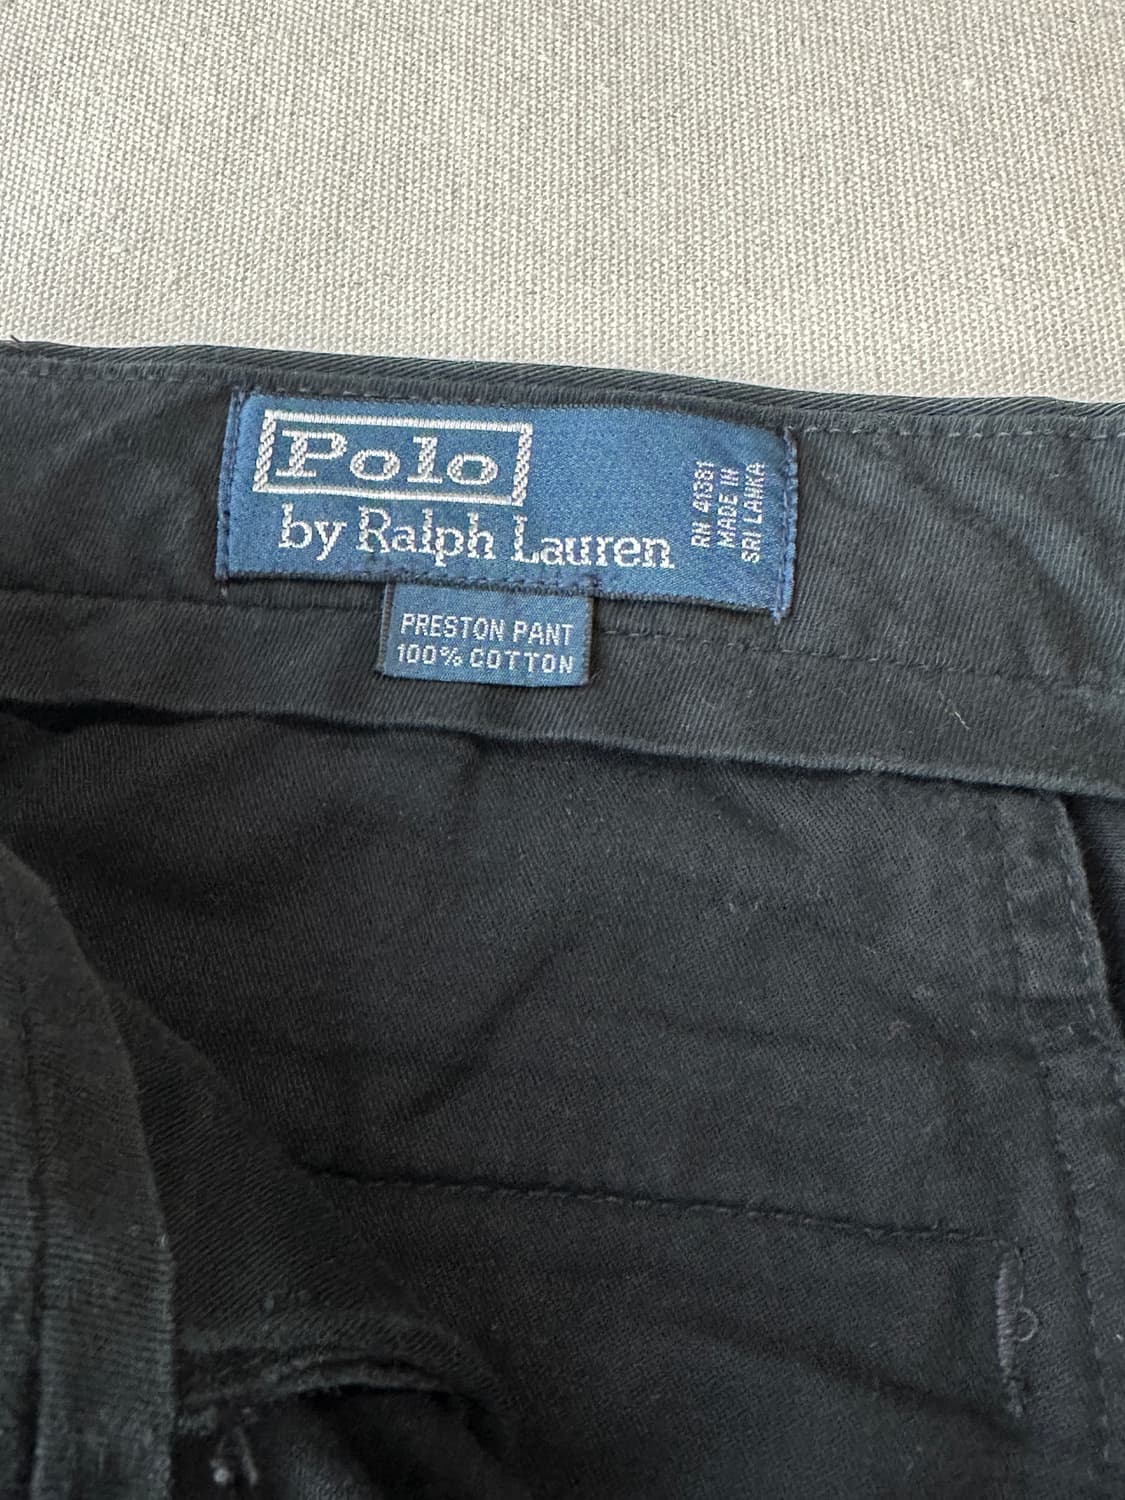 Polo
by Ralph Lauren
RN 41381
MADE IN
SRI LANKA
PRESTON PANT
100% COTTON